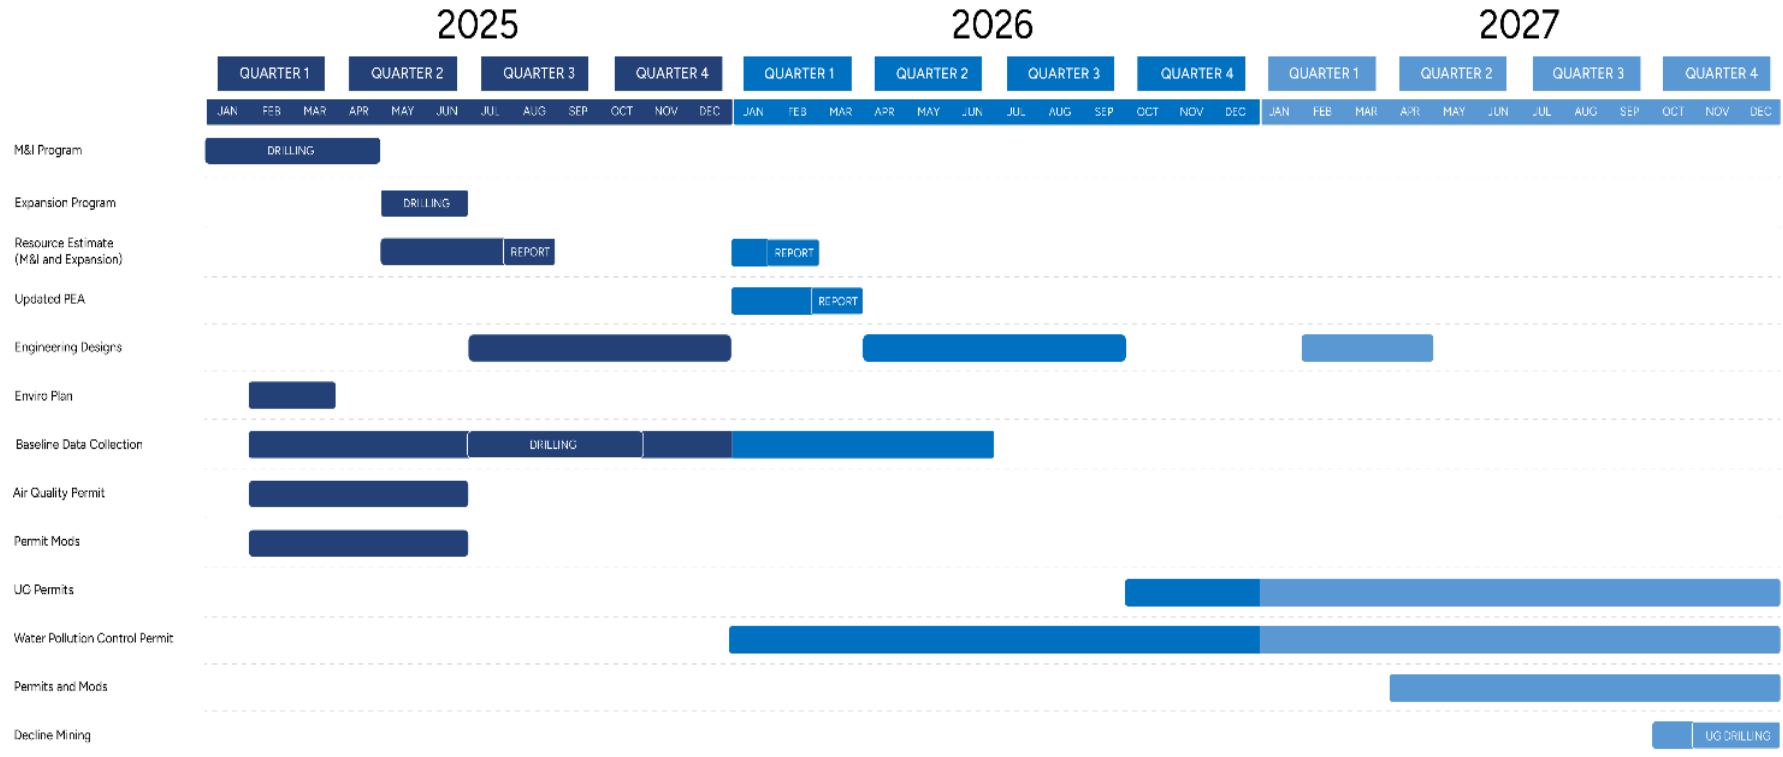 2025 2026 2027
QUARTER 1 QUARTER 2 QUARTER 3 QUARTER 4 QUARTER 1 QUARTER 2 QUARTER 3 QUARTER 4 QUARTER 1 QUARTER 2 QUARTER 3 QUARTER 4
JAN FEB MAR APR MAY JUN JUL AUG SEP OCT NOV DEC JAN FEB MAR APR MAY JUN JUL AUG SEP OCT NOV DEC JAN FEB MAR APR MAY JUN JUL AUG SEP OCT NOV DEC
M&I Program DRILLING
Expansion Program DRILLING
Resource Estimate
(M&I and Expansion) REPORT REPORT
Updated PEA REPORT
Engineering Designs
Enviro Plan
Baseline Data Collection DRILLING
Air Quality Permit
Permit Mods
UG Permits
Water Pollution Control Permit
Permits and Mods
Decline Mining UG DRILLING